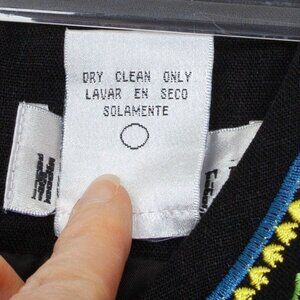 DRY CLEAN ONLY
LAVAR EN SECO
SOLAMENTE